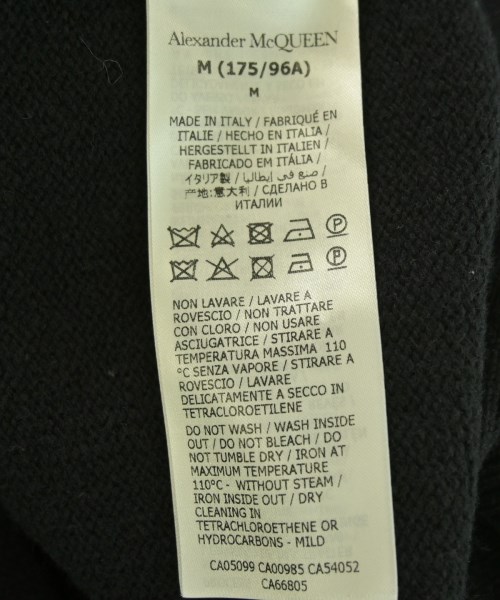 Alexander McQUEEN
M (175/96A)
M
MADE IN ITALY / FABRIQUÉ EN
ITALIE / HECHO EN ITALIA /
HERGESTELLT IN ITALIEN /
FABRICADO EM ITÁLIA /
イタリア製 / صنع في إيطاليا /
产地:意大利 / СДЕЛАНО В
ИТАЛИИ
P
P
NON LAVARE / LAVARE A
ROVESCIO / NON TRATTARE
CON CLORO / NON USARE
ASCIUGATRICE / STIRARE A
TEMPERATURA MASSIMA 110
°C SENZA VAPORE / STIRARE A
ROVESCIO / LAVARE
DELICATAMENTE A SECCO IN
TETRACLOROETILENE
DO NOT WASH / WASH INSIDE
OUT / DO NOT BLEACH / DO
NOT TUMBLE DRY / IRON AT
MAXIMUM TEMPERATURE
110°C - WITHOUT STEAM /
IRON INSIDE OUT / DRY
CLEANING IN
TETRACHLOROETHENE OR
HYDROCARBONS - MILD
CA05099 CA00985 CA54052
CA66805